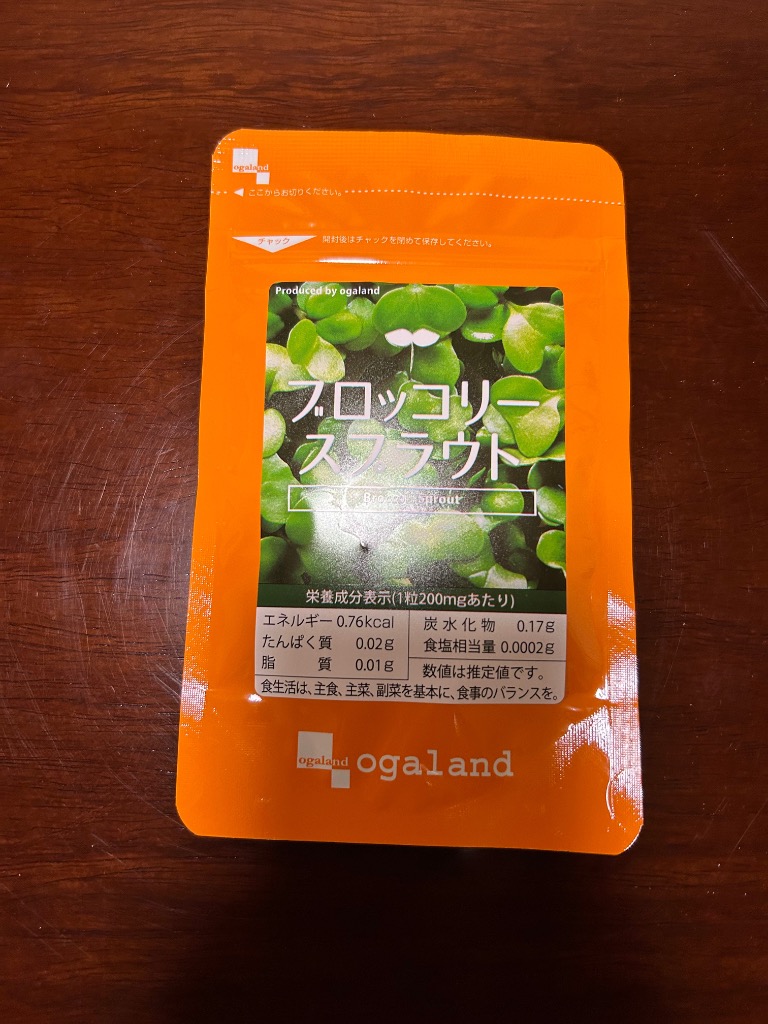 ogaland
ここからお切りください。
チャック
開封後はチャックを閉めて保存してください。
Produced by ogaland
ブロッコリー
スプラウト
Broccoli sprout
栄養成分表示(1粒200mgあたり)
エネルギー 0.76kcal
たんぱく質 0.02g
脂質 0.01g
炭水化物 0.17g
食塩相当量 0.0002g
数値は推定値です。
食生活は、主食、主菜、副菜を基本に、食事のバランスを。
ogaland
ogaland